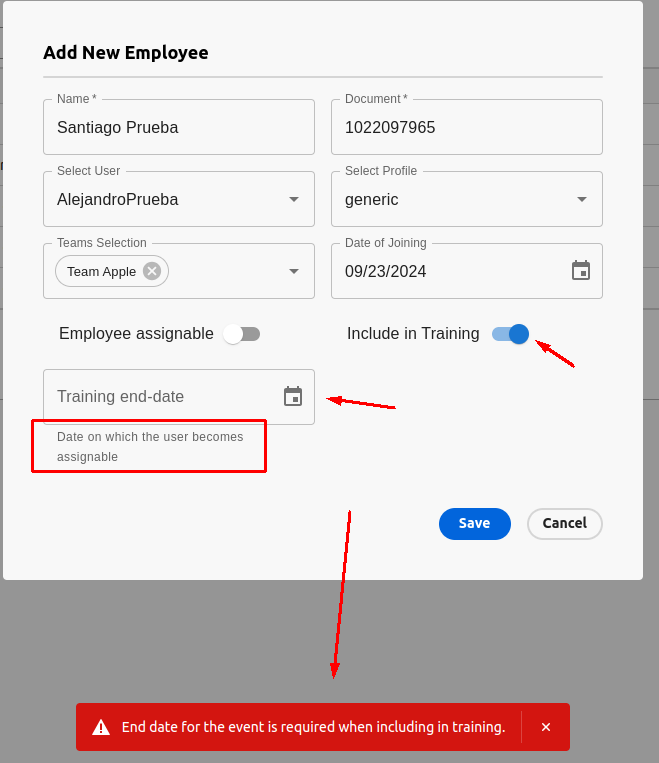 Add New Employee
Name *
Document *
Santiago Prueba
1022097965
Select User
Select Profile
AlejandroPrueba
generic
Teams Selection
Date of Joining
Team Apple
09/23/2024
Employee assignable
Include in Training
Training end-date
Date on which the user becomes
assignable
Save
Cancel
End date for the event is required when including in training.